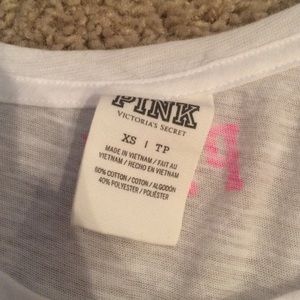 PINK
VICTORIA'S SECRET
XS | TP
MADE IN VIETNAM / FAIT AU
VIETNAM / HECHO EN VIETNAM
60% COTTON / COTON / ALGODÓN
40% POLYESTER / POLIÉSTER